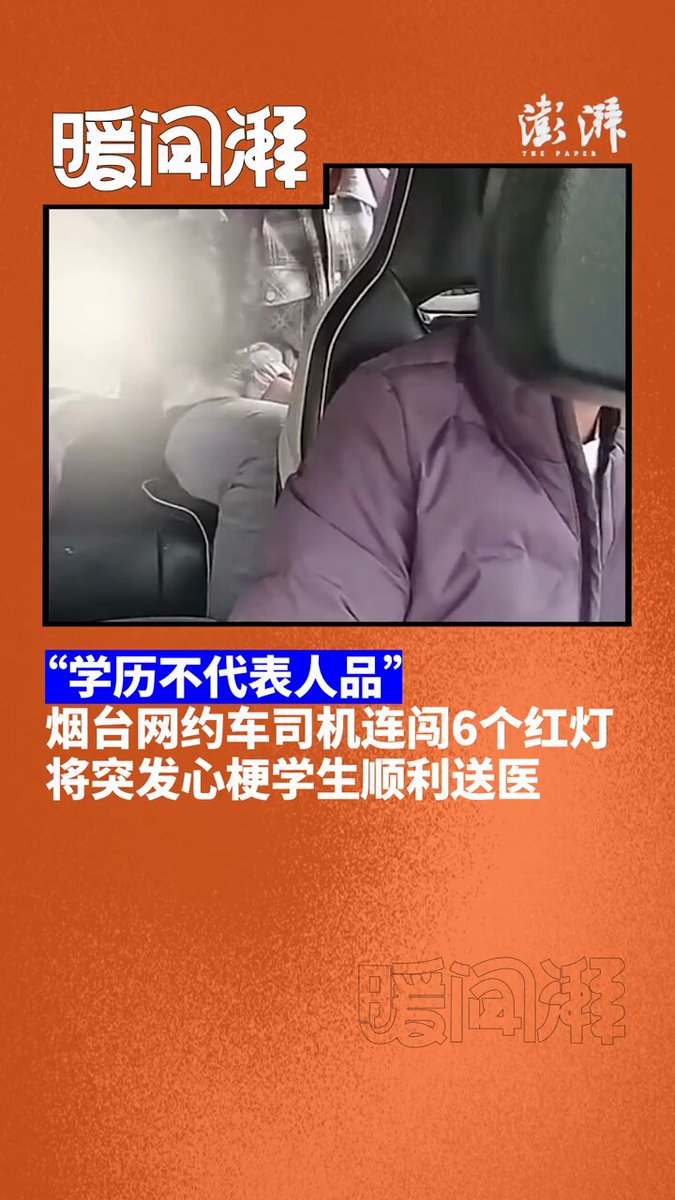 暖闻湃
澎湃
THE PAPER
“学历不代表人品”
烟台网约车司机连闯6个红灯
将突发心梗学生顺利送医
暖闻湃